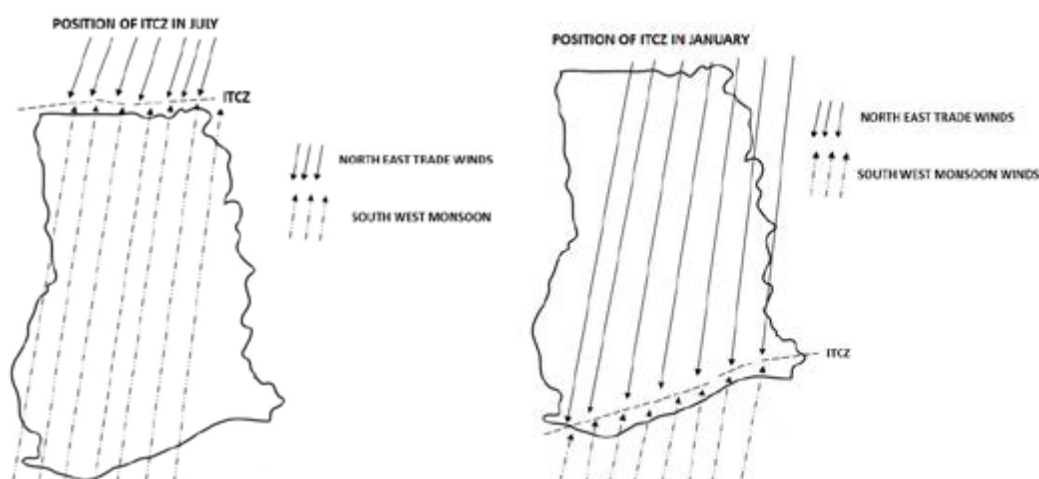 POSITION OF ITCZ IN JULY
ITCZ
NORTH EAST TRADE WINDS
SOUTH WEST MONSOON
POSITION OF ITCZ IN JANUARY
NORTH EAST TRADE WINDS
SOUTH WEST MONSOON WINDS
ITCZ